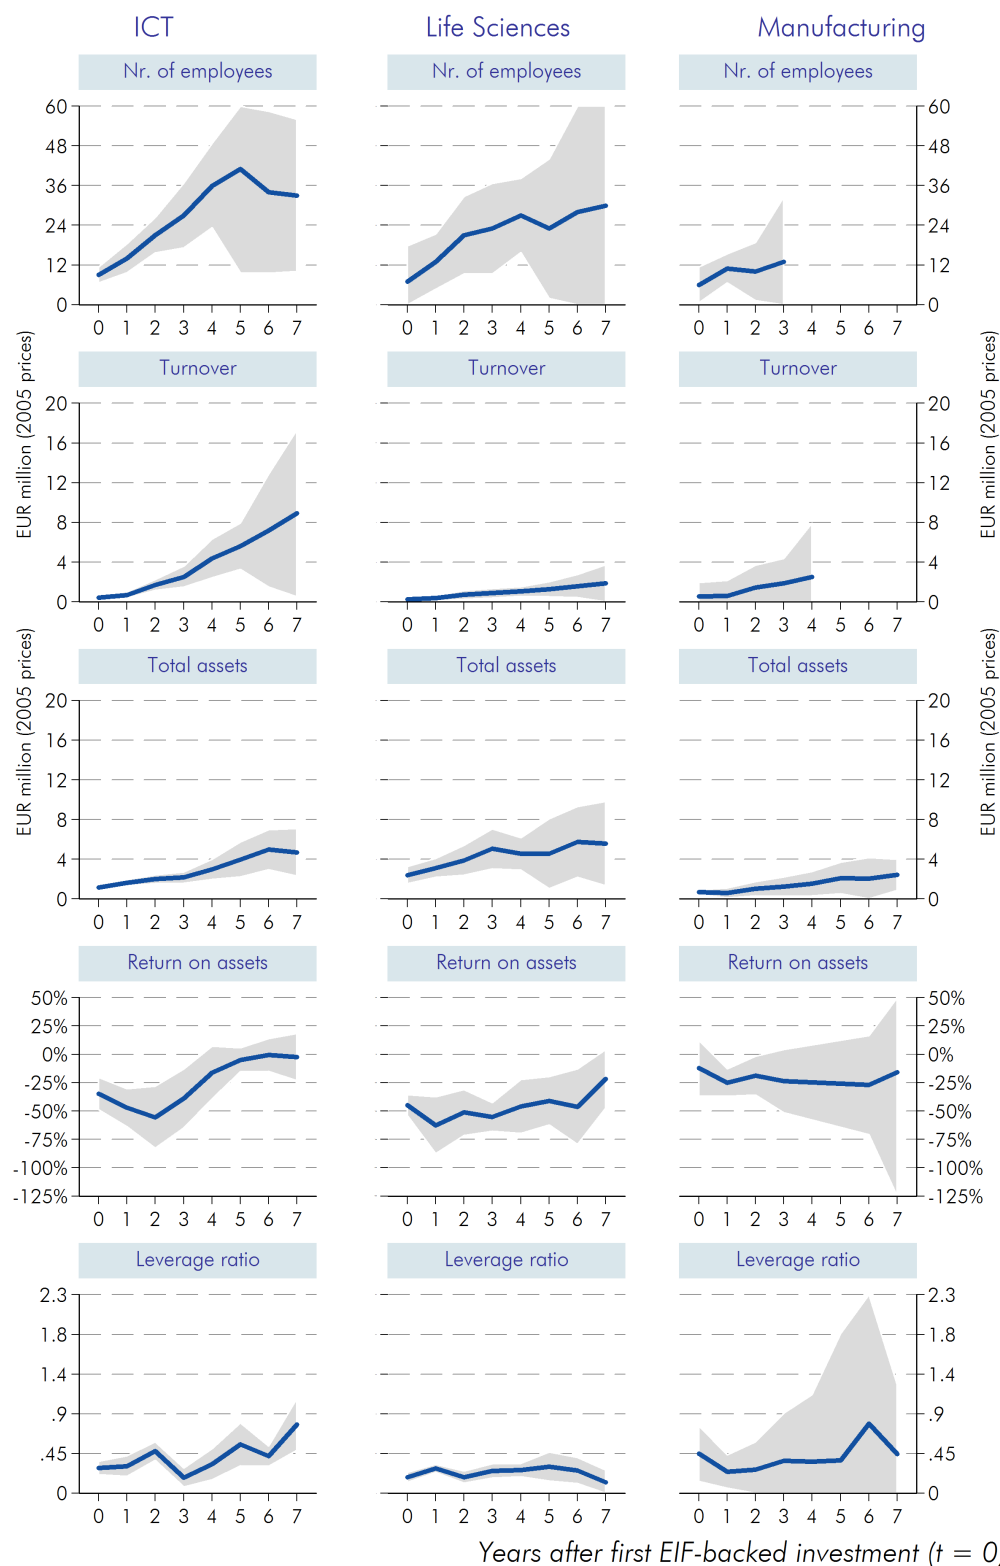 ICT Life Sciences Manufacturing
Nr. of employees Nr. of employees Nr. of employees
60 60
48 48
36 36
24 24
12 12
0 0
0 1 2 3 4 5 6 7 0 1 2 3 4 5 6 7 0 1 2 3 4 5 6 7
EUR million (2005 prices) EUR million (2005 prices)
Turnover Turnover Turnover
20 20
16 16
12 12
8 8
4 4
0 0
0 1 2 3 4 5 6 7 0 1 2 3 4 5 6 7 0 1 2 3 4 5 6 7
EUR million (2005 prices) EUR million (2005 prices)
Total assets Total assets Total assets
20 20
16 16
12 12
8 8
4 4
0 0
0 1 2 3 4 5 6 7 0 1 2 3 4 5 6 7 0 1 2 3 4 5 6 7
Return on assets Return on assets Return on assets
50% 50%
25% 25%
0% 0%
-25% -25%
-50% -50%
-75% -75%
-100% -100%
-125% -125%
0 1 2 3 4 5 6 7 0 1 2 3 4 5 6 7 0 1 2 3 4 5 6 7
Leverage ratio Leverage ratio Leverage ratio
2.3 2.3
1.8 1.8
1.4 1.4
.9 .9
.45 .45
0 0
0 1 2 3 4 5 6 7 0 1 2 3 4 5 6 7 0 1 2 3 4 5 6 7
Years after first EIF-backed investment (t = 0